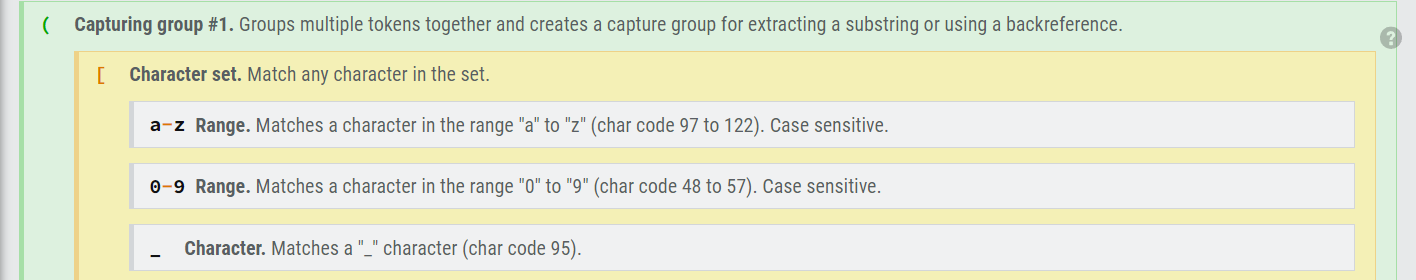 ( Capturing group #1. Groups multiple tokens together and creates a capture group for extracting a substring or using a backreference.
?
[ Character set. Match any character in the set.
a-z Range. Matches a character in the range "a" to "z" (char code 97 to 122). Case sensitive.
0-9 Range. Matches a character in the range "0" to "9" (char code 48 to 57). Case sensitive.
_ Character. Matches a "_" character (char code 95).